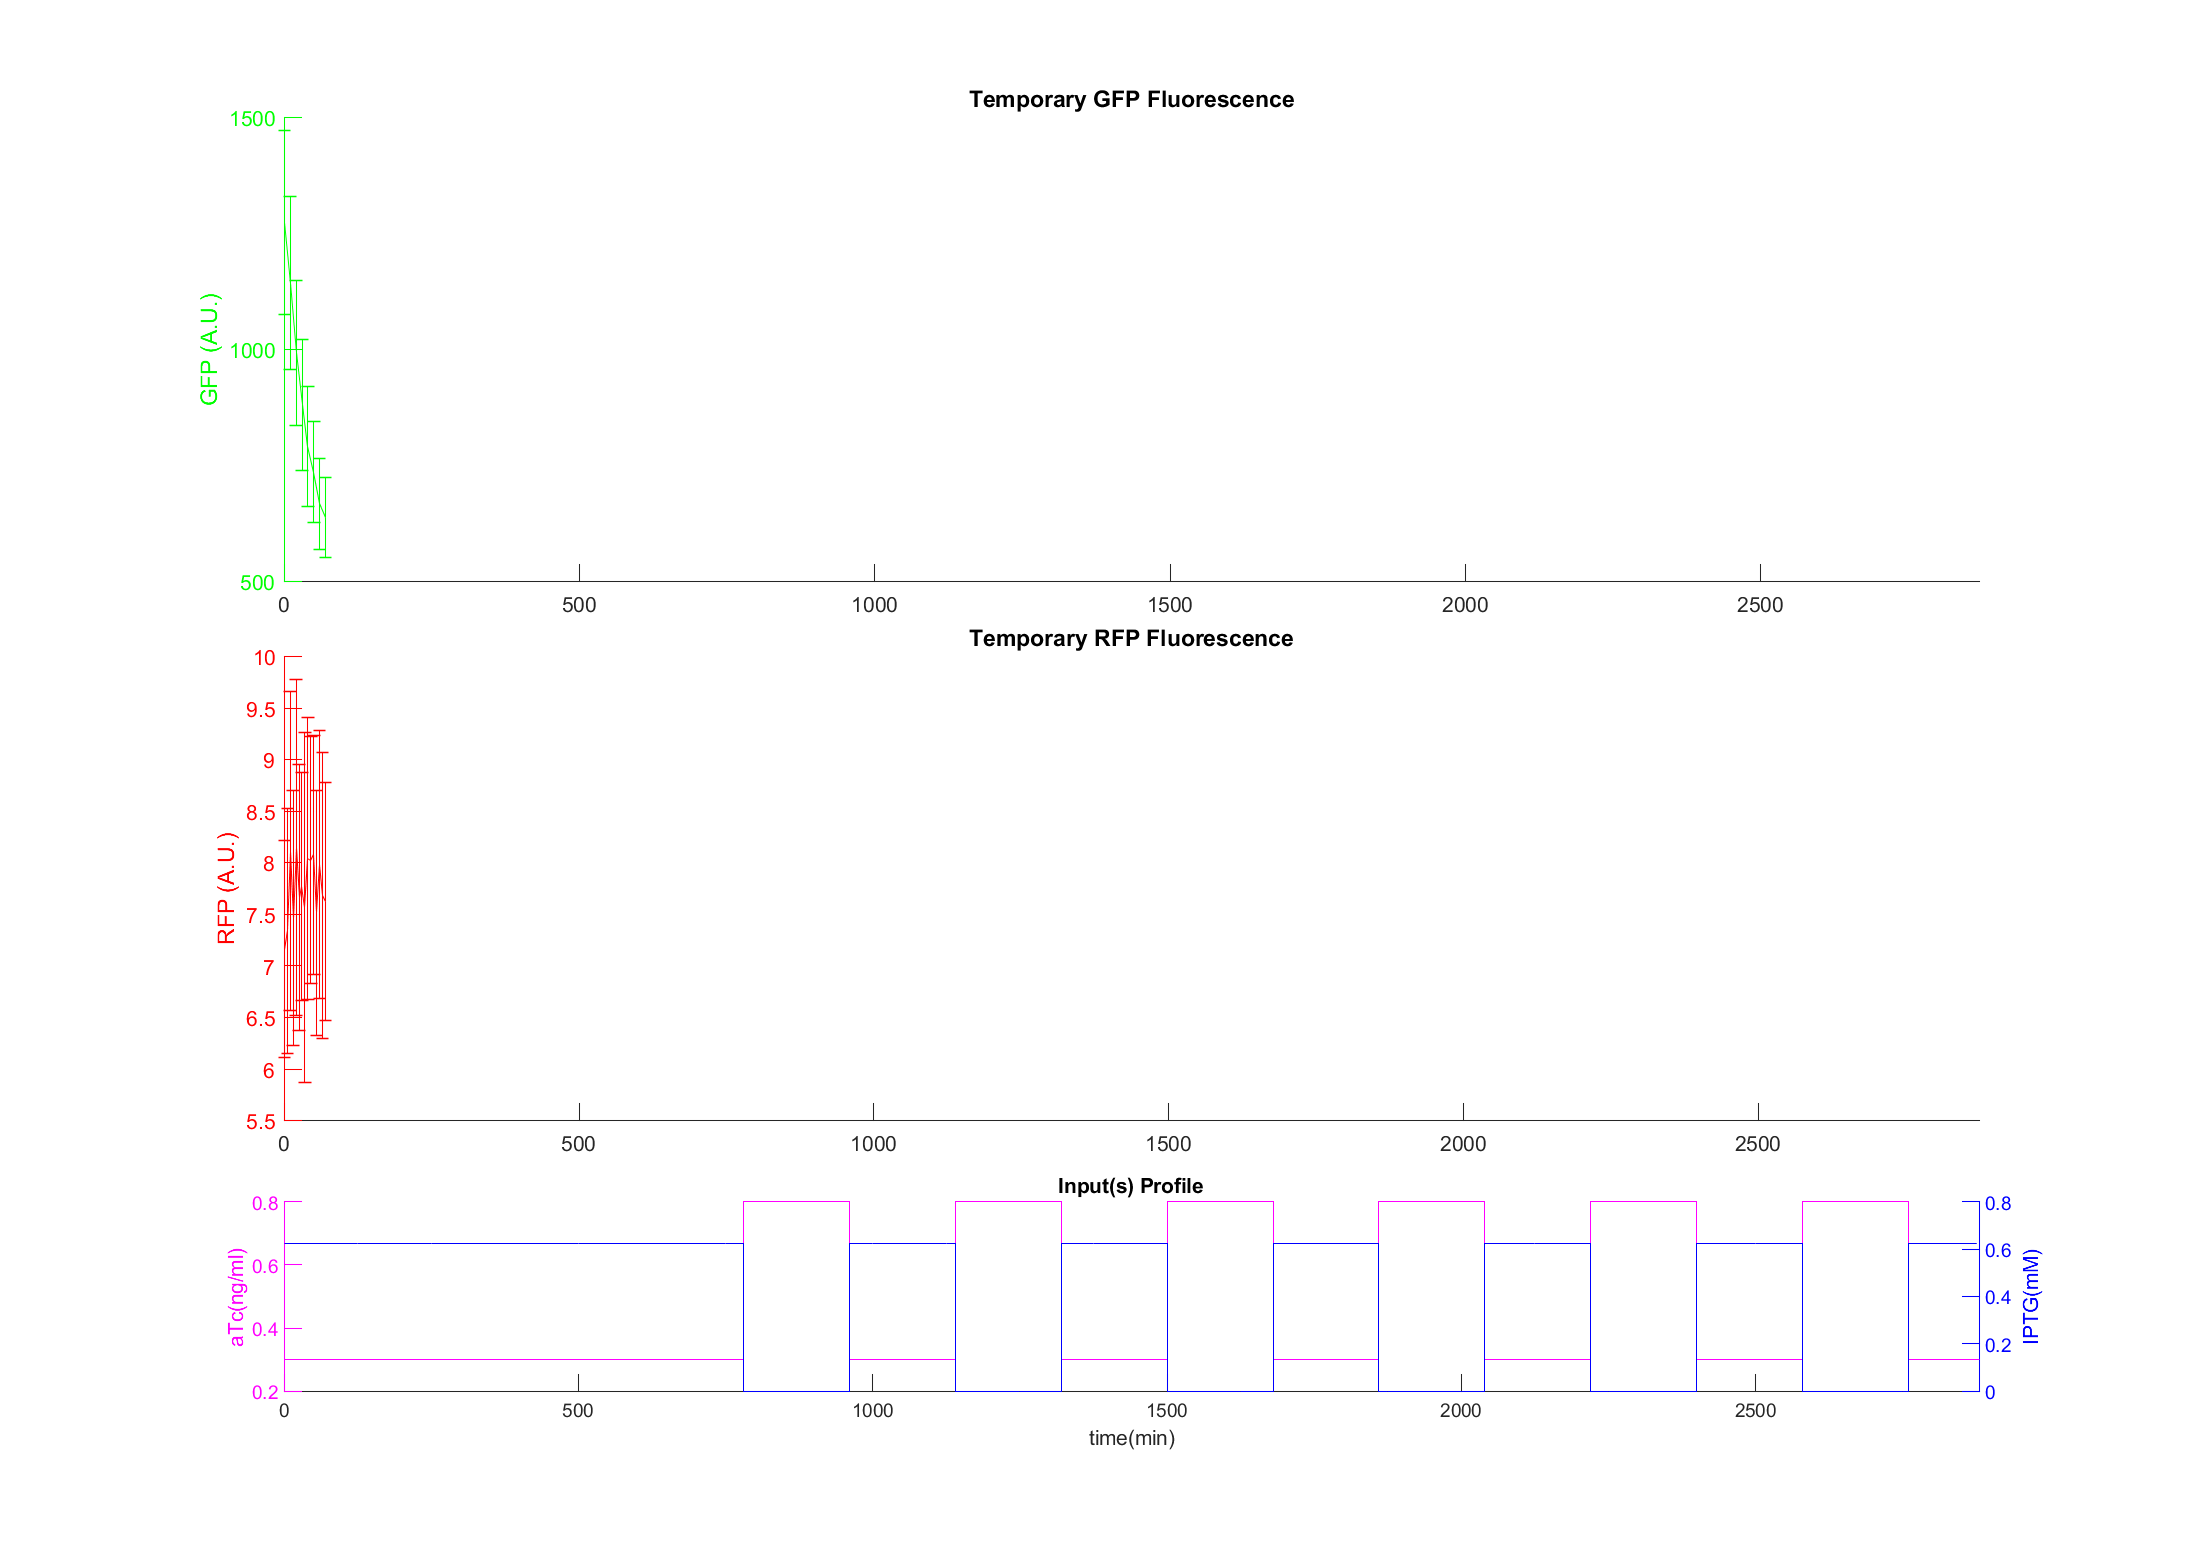 Temporary GFP Fluorescence
1500
1000
500
GFP (A.U.)
0 500 1000 1500 2000 2500
Temporary RFP Fluorescence
10
9.5
9
8.5
8
7.5
7
6.5
6
5.5
RFP (A.U.)
0 500 1000 1500 2000 2500
Input(s) Profile
0.8
0.6
0.4
0.2
aTc(ng/ml)
0.8
0.6
0.4
0.2
0
IPTG(mM)
0 500 1000 1500 2000 2500
time(min)